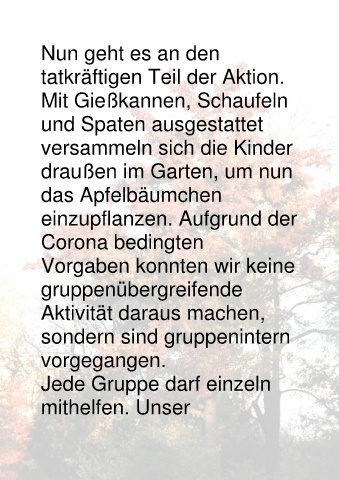 Nun geht es an den
tatkräftigen Teil der Aktion.
Mit Gießkannen, Schaufeln
und Spaten ausgestattet
versammeln sich die Kinder
draußen im Garten, um nun
das Apfelbäumchen
einzupflanzen. Aufgrund der
Corona bedingten
Vorgaben konnten wir keine
gruppenübergreifende
Aktivität daraus machen,
sondern sind gruppenintern
vorgegangen.
Jede Gruppe darf einzeln
mithelfen. Unser